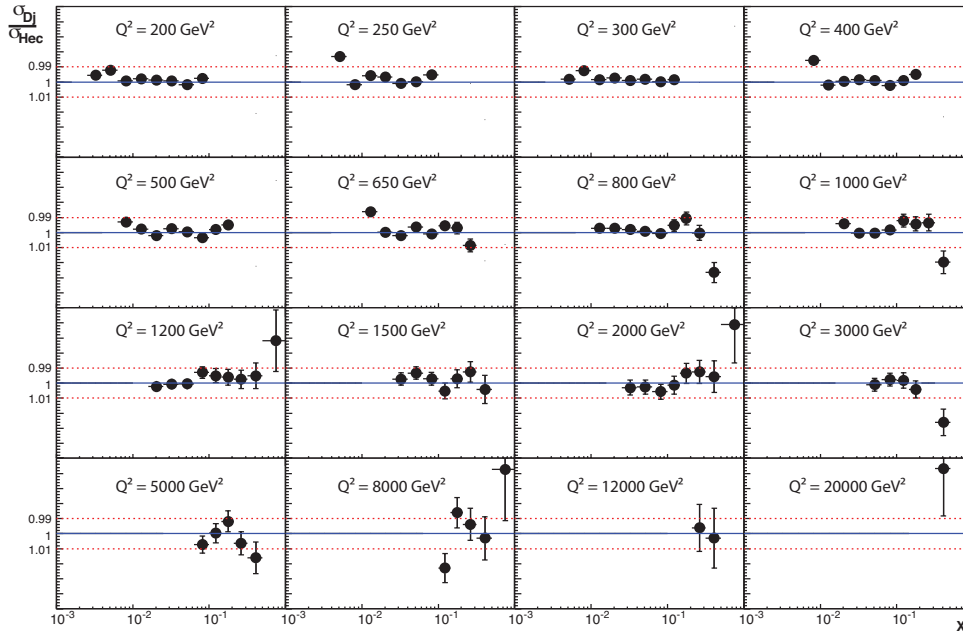 σDj
σHec
Q² = 200 GeV²
Q² = 250 GeV²
Q² = 300 GeV²
Q² = 400 GeV²
0.99
1
1.01
Q² = 500 GeV²
Q² = 650 GeV²
Q² = 800 GeV²
Q² = 1000 GeV²
0.99
1
1.01
Q² = 1200 GeV²
Q² = 1500 GeV²
Q² = 2000 GeV²
Q² = 3000 GeV²
0.99
1
1.01
Q² = 5000 GeV²
Q² = 8000 GeV²
Q² = 12000 GeV²
Q² = 20000 GeV²
0.99
1
1.01
10⁻³ 10⁻² 10⁻¹ 10⁻³ 10⁻² 10⁻¹ 10⁻³ 10⁻² 10⁻¹ 10⁻³ 10⁻² 10⁻¹ X